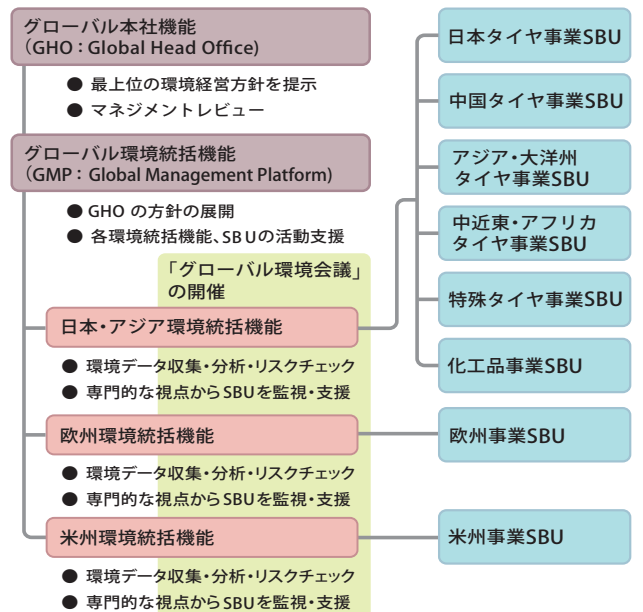 グローバル本社機能
（GHO：Global Head Office)
● 最上位の環境経営方針を提示
● マネジメントレビュー
グローバル環境統括機能
(GMP：Global Management Platform)
● GHO の方針の展開
● 各環境統括機能、SBUの活動支援
「グローバル環境会議」
の開催
日本・アジア環境統括機能
● 環境データ収集・分析・リスクチェック
● 専門的な視点からSBUを監視・支援
欧州環境統括機能
● 環境データ収集・分析・リスクチェック
● 専門的な視点からSBUを監視・支援
米州環境統括機能
● 環境データ収集・分析・リスクチェック
● 専門的な視点からSBUを監視・支援
日本タイヤ事業SBU
中国タイヤ事業SBU
アジア・大洋州
タイヤ事業SBU
中近東・アフリカ
タイヤ事業SBU
特殊タイヤ事業SBU
化工品事業SBU
欧州事業SBU
米州事業SBU